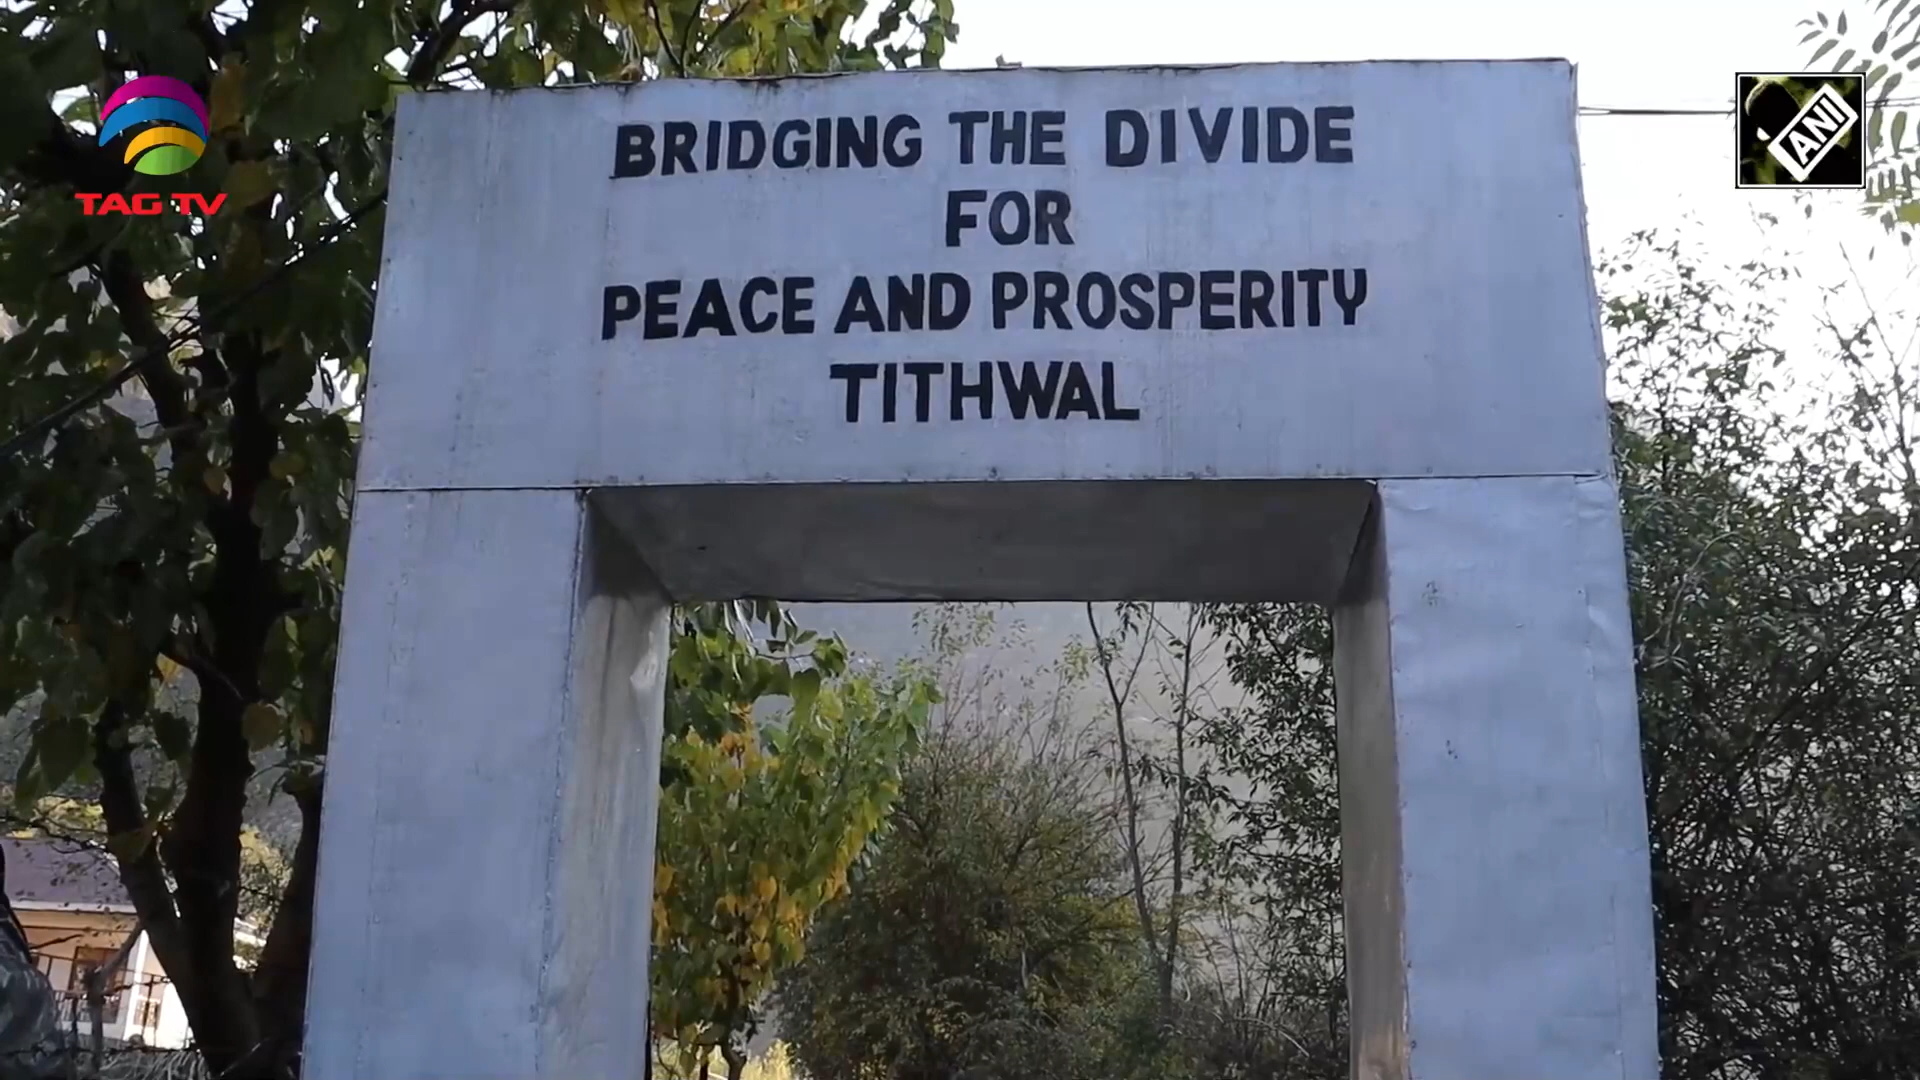 BRIDGING THE DIVIDE
FOR
PEACE AND PROSPERITY
TITHWAL
TAG TV
ANI